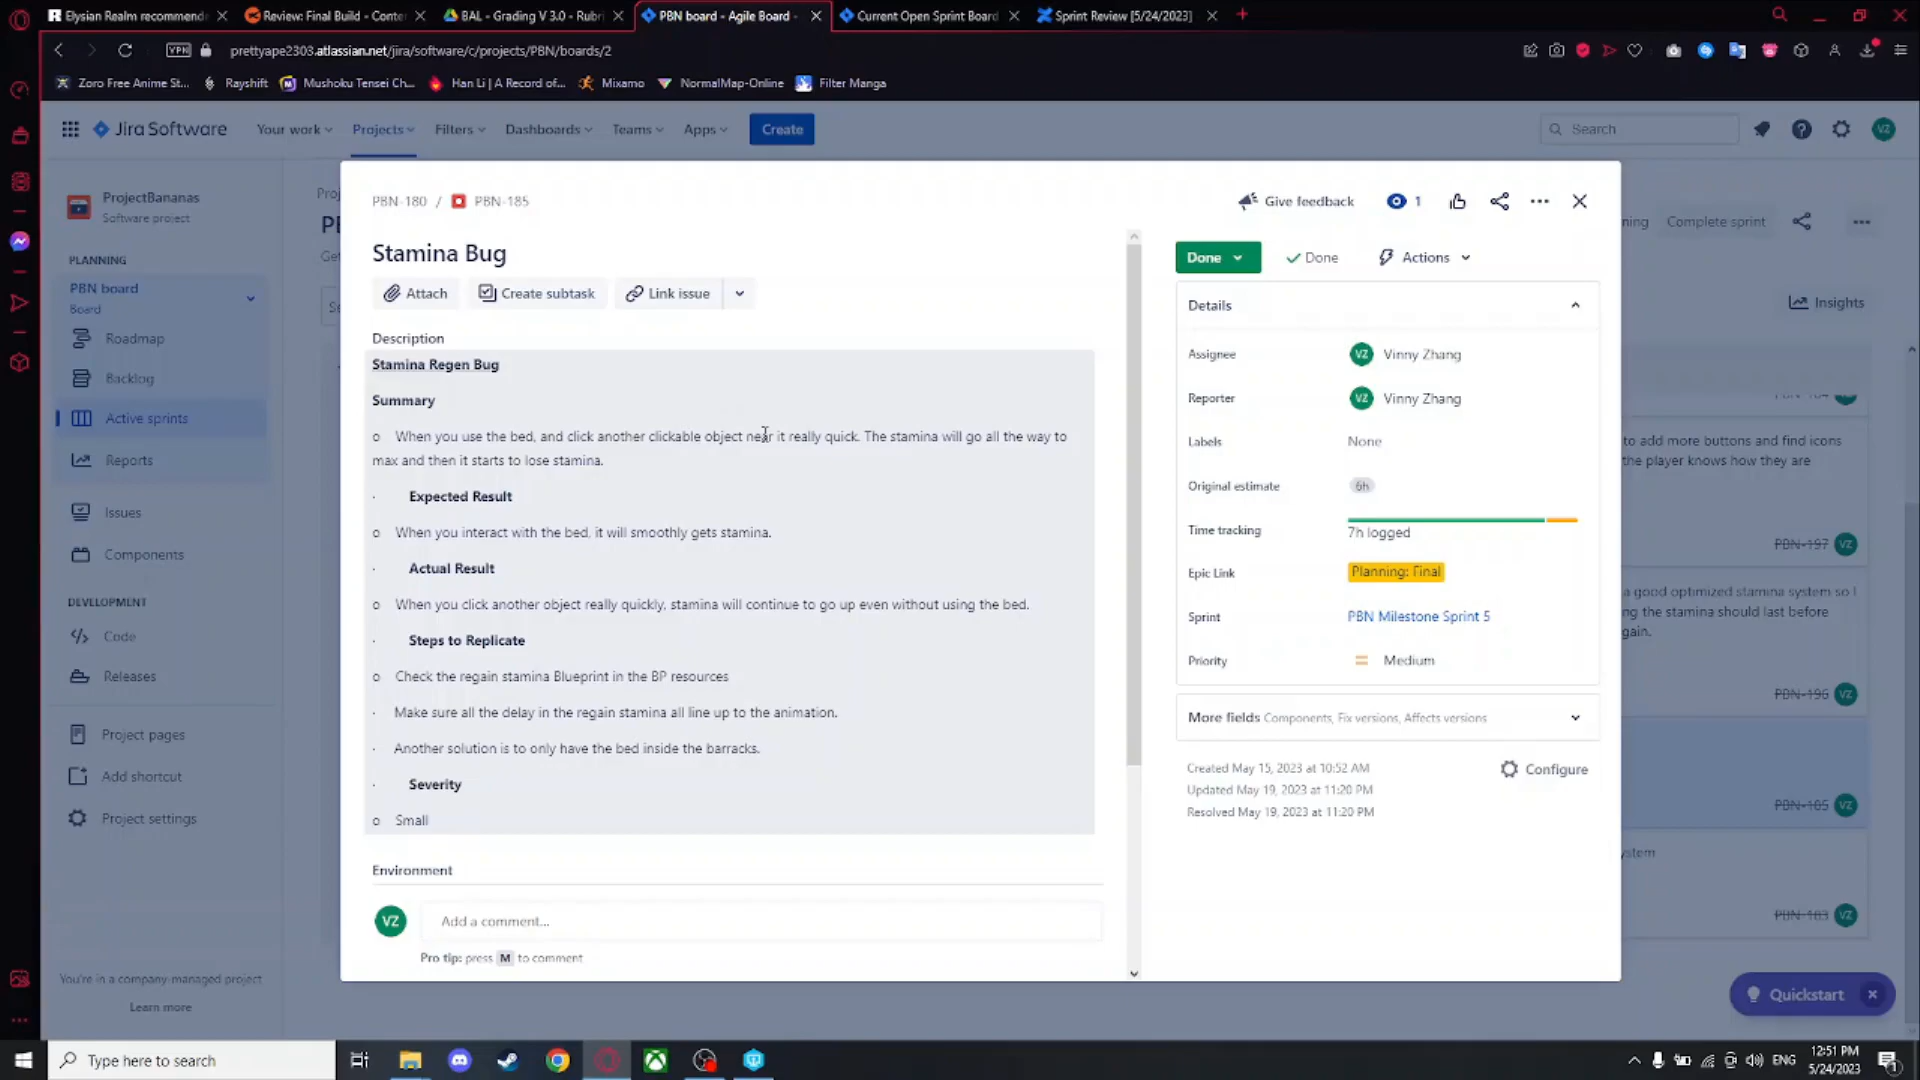 Elysian Realm recommend
Review: Final Build - Conten
BAL - Grading V 3.0 - Rubri
PBN board - Agile Board -
Current Open Sprint Board
Sprint Review [5/24/2023]
VPN
prettyape2303.atlassian.net/jira/software/c/projects/PBN/boards/2
Zoro Free Anime St...
Rayshift
Mushoku Tensei Ch...
Han Li | A Record of...
Mixamo
NormalMap-Online
Filter Manga
Jira Software
Your work
Projects
Filters
Dashboards
Teams
Apps
Create
Search
VZ
ProjectBananas
Software project
PLANNING
PBN board
Board
Roadmap
Backlog
Active sprints
Reports
Issues
Components
DEVELOPMENT
Code
Releases
Project pages
Add shortcut
Project settings
You're in a company-managed project
Learn more
PBN-180 / PBN-185
Give feedback
1
Stamina Bug
Attach
Create subtask
Link issue
Description
Stamina Regen Bug
Summary
o When you use the bed, and click another clickable object near it really quick. The stamina will go all the way to
max and then it starts to lose stamina.
· Expected Result
o When you interact with the bed, it will smoothly gets stamina.
· Actual Result
o When you click another object really quickly, stamina will continue to go up even without using the bed.
· Steps to Replicate
o Check the regain stamina Blueprint in the BP resources
· Make sure all the delay in the regain stamina all line up to the animation.
· Another solution is to only have the bed inside the barracks.
· Severity
o Small
Environment
VZ
Add a comment...
Pro tip: press M to comment
Done
Done
Actions
Details
Assignee
VZ Vinny Zhang
Reporter
VZ Vinny Zhang
Labels
None
Original estimate
6h
Time tracking
7h logged
Epic Link
Planning: Final
Sprint
PBN Milestone Sprint 5
Priority
Medium
More fields Components, Fix versions, Affects versions
Created May 15, 2023 at 10:52 AM
Updated May 19, 2023 at 11:20 PM
Resolved May 19, 2023 at 11:20 PM
Configure
Complete sprint
Insights
to add more buttons and find icons
the player knows how they are
PBN-197 VZ
a good optimized stamina system so I
ng the stamina should last before
gain.
PBN-196 VZ
PBN-185 VZ
PBN-183 VZ
Quickstart
Type here to search
ENG
12:51 PM
5/24/2023
1